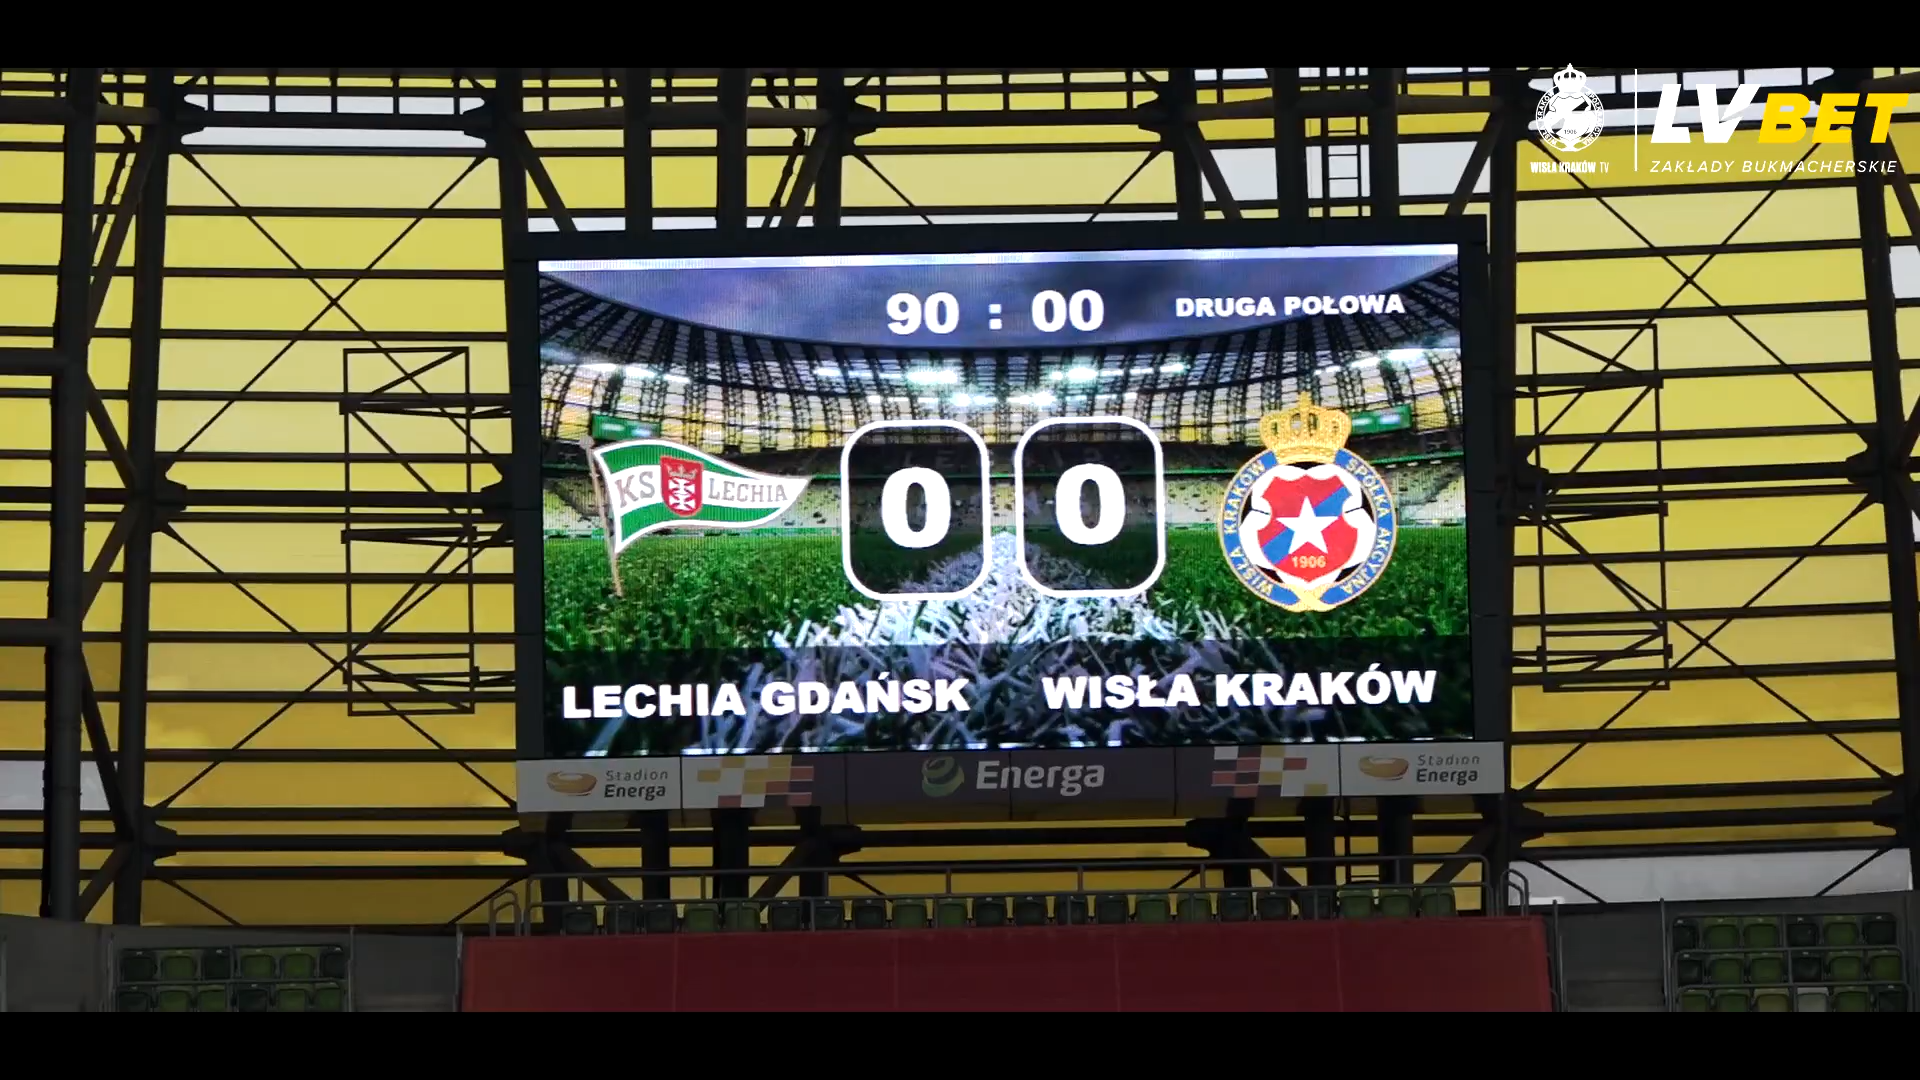 WISŁA KRAKÓW TV
LVBET
ZAKŁADY BUKMACHERSKIE
90 : 00
DRUGA POŁOWA
KS LECHIA
0 0
WISŁA KRAKÓW SPÓŁKA AKCYJNA
1906
LECHIA GDAŃSK WISŁA KRAKÓW
Stadion
Energa
Energa
Stadion
Energa